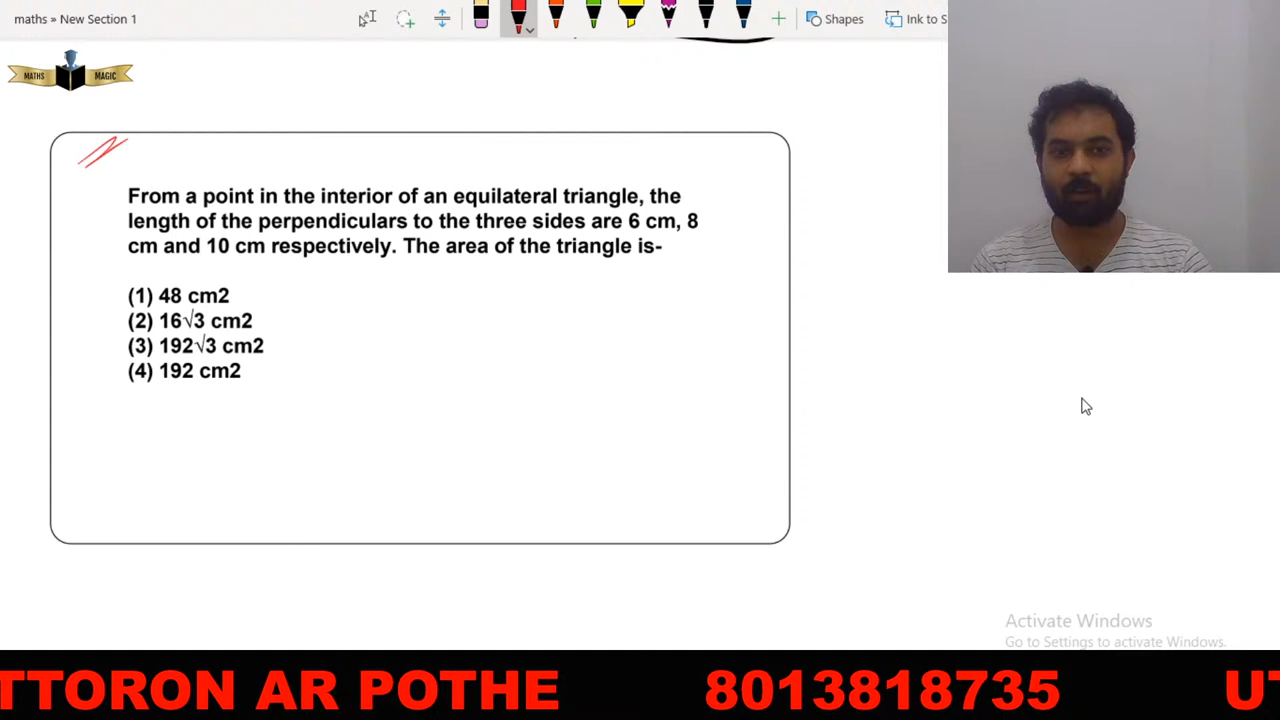 maths » New Section 1
Shapes
Ink to S
MATHS MAGIC
From a point in the interior of an equilateral triangle, the
length of the perpendiculars to the three sides are 6 cm, 8
cm and 10 cm respectively. The area of the triangle is-
(1) 48 cm2
(2) 16√3 cm2
(3) 192√3 cm2
(4) 192 cm2
Activate Windows
Go to Settings to activate Windows.
TTORON AR POTHE 8013818735 UT